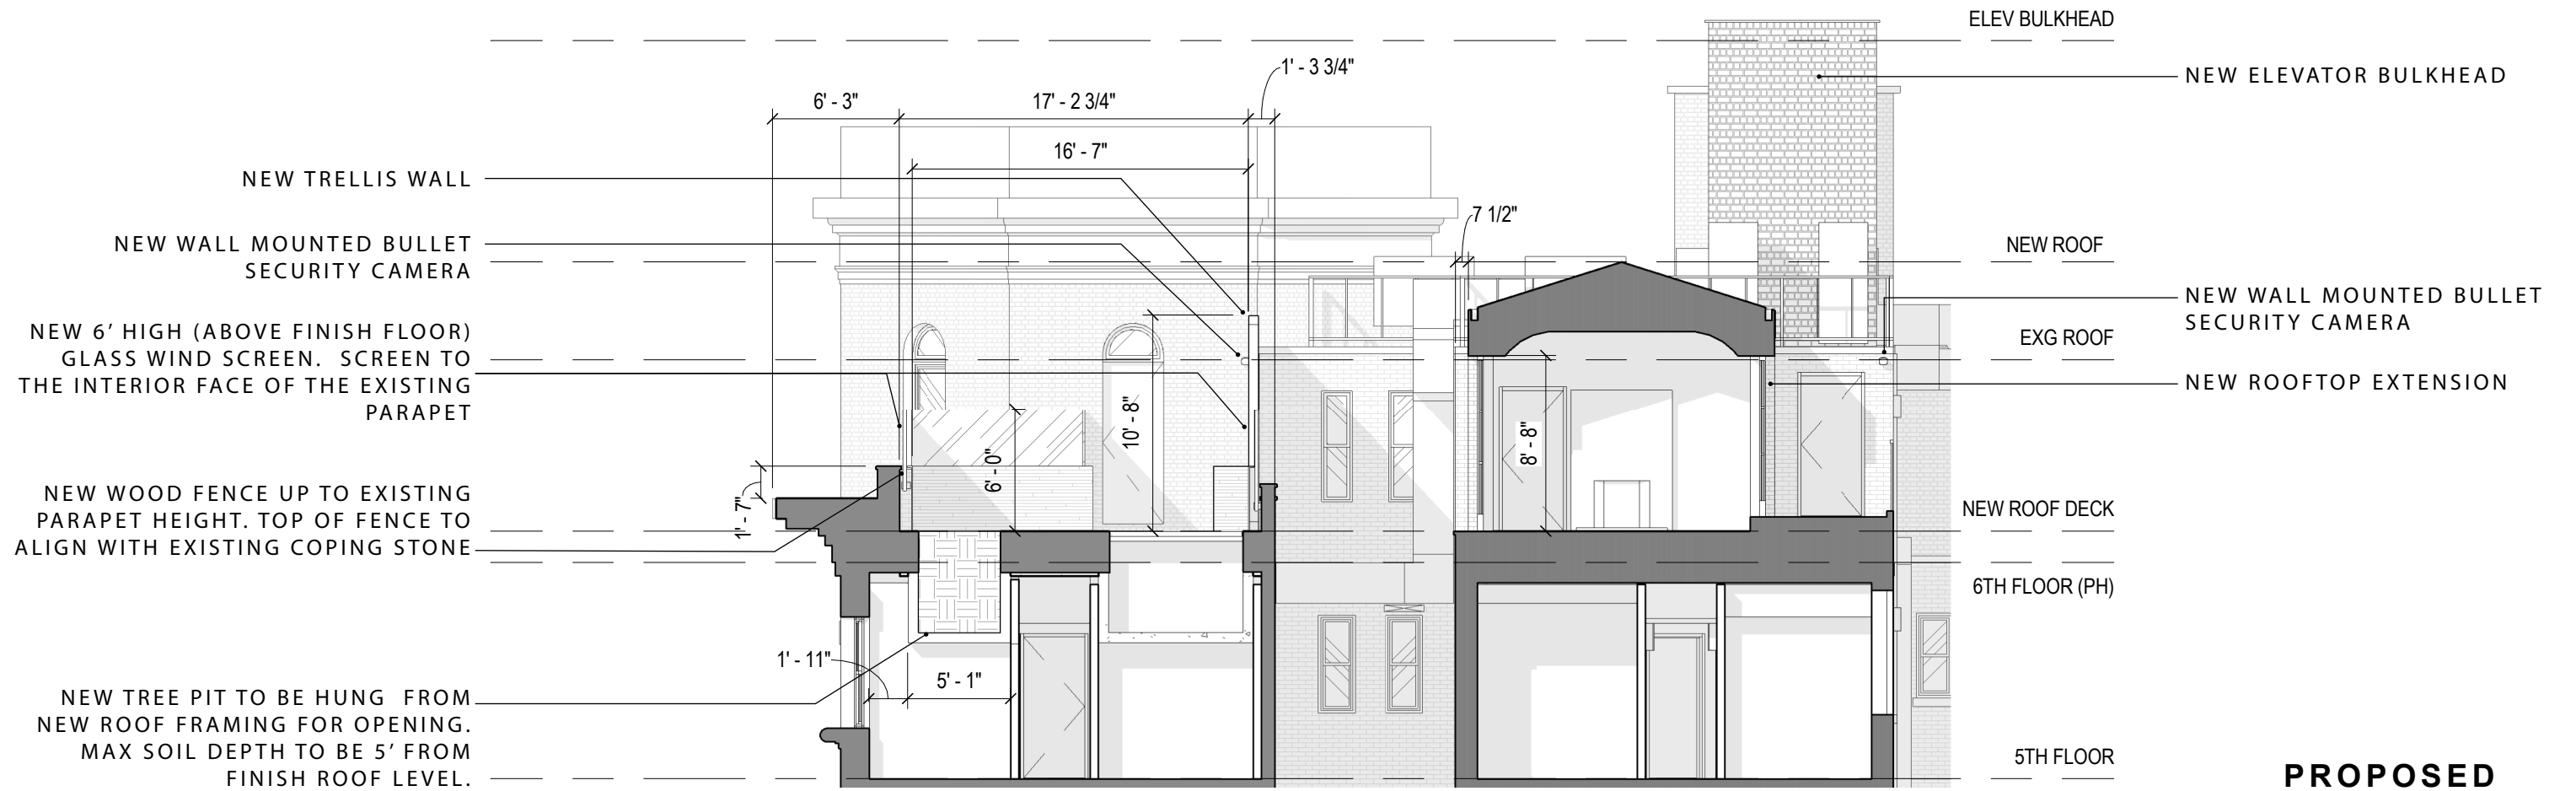 ELEV BULKHEAD
NEW ELEVATOR BULKHEAD
1' - 3 3/4"
6' - 3"
17' - 2 3/4"
16' - 7"
NEW TRELLIS WALL
7 1/2"
NEW WALL MOUNTED BULLET
SECURITY CAMERA
NEW ROOF
NEW WALL MOUNTED BULLET
SECURITY CAMERA
EXG ROOF
NEW 6' HIGH (ABOVE FINISH FLOOR)
GLASS WIND SCREEN.  SCREEN TO
THE INTERIOR FACE OF THE EXISTING
PARAPET
NEW ROOFTOP EXTENSION
10' - 8"
8' - 8"
6' - 0"
1' - 7"
NEW WOOD FENCE UP TO EXISTING
PARAPET HEIGHT. TOP OF FENCE TO
ALIGN WITH EXISTING COPING STONE
NEW ROOF DECK
6TH FLOOR (PH)
1' - 11"
5' - 1"
NEW TREE PIT TO BE HUNG  FROM
NEW ROOF FRAMING FOR OPENING.
MAX SOIL DEPTH TO BE 5' FROM
FINISH ROOF LEVEL.
5TH FLOOR
PROPOSED